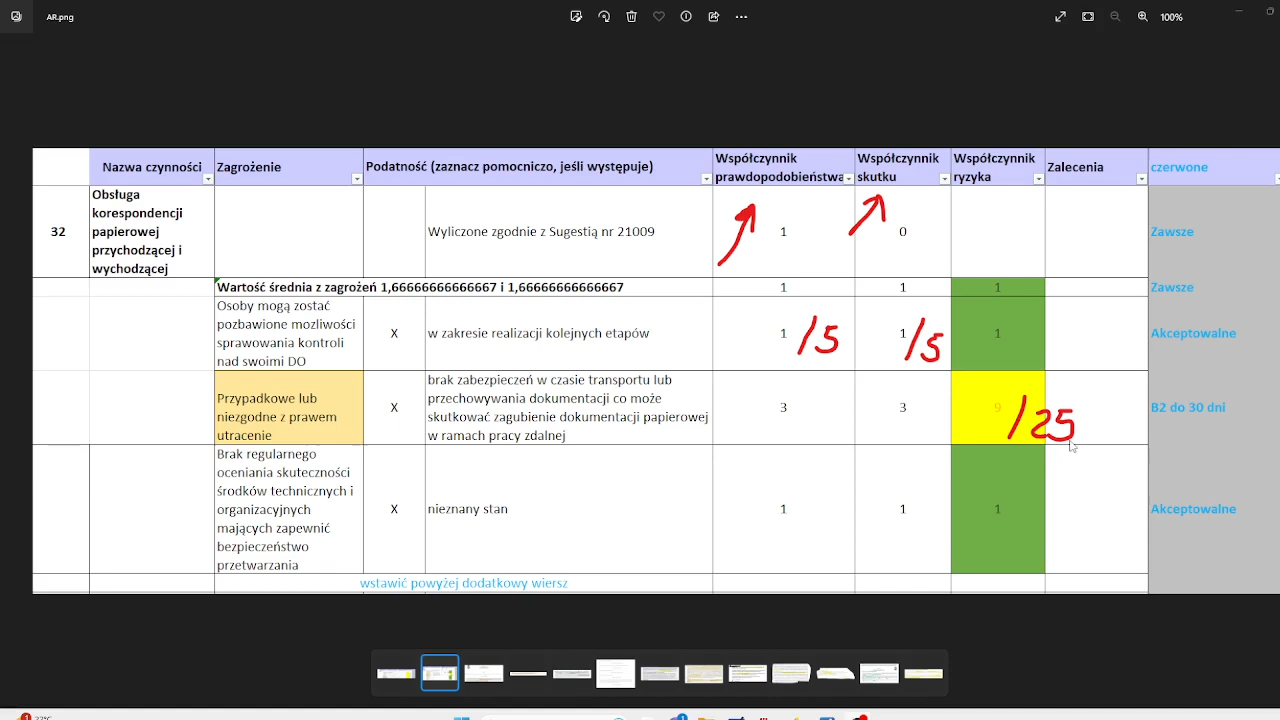 AR.png
100%
Nazwa czynności
Zagrożenie
Podatność (zaznacz pomocniczo, jeśli występuje)
Współczynnik
prawdopodobieństwa
Współczynnik
skutku
Współczynnik
ryzyka
Zalecenia
czerwone
32
Obsługa
korespondencji
papierowej
przychodzącej i
wychodzącej
Wyliczone zgodnie z Sugestią nr 21009
1
0
Zawsze
Wartość średnia z zagrożeń 1,66666666666667 i 1,66666666666667
1
1
1
Zawsze
Osoby mogą zostać
pozbawione mozliwości
sprawowania kontroli
nad swoimi DO
X
w zakresie realizacji kolejnych etapów
1 /5
1 /5
1
Akceptowalne
Przypadkowe lub
niezgodne z prawem
utracenie
X
brak zabezpieczeń w czasie transportu lub
przechowywania dokumentacji co może
skutkować zagubienie dokumentacji papierowej
w ramach pracy zdalnej
3
3
9 /25
B2 do 30 dni
Brak regularnego
oceniania skuteczności
środków technicznych i
organizacyjnych
mających zapewnić
bezpieczeństwo
przetwarzania
X
nieznany stan
1
1
1
Akceptowalne
wstawić powyżej dodatkowy wiersz